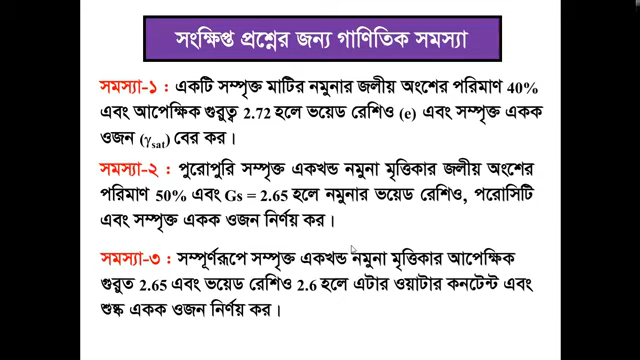 সংক্ষিপ্ত প্রশ্নের জন্য গাণিতিক সমস্যা
সমস্যা-১ : একটি সম্পৃক্ত মাটির নমুনার জলীয় অংশের পরিমাণ 40%
এবং আপেক্ষিক গুরুত্ব 2.72 হলে ভয়েড রেশিও (e) এবং সম্পৃক্ত একক
ওজন (γsat) বের কর।
সমস্যা-২ : পুরোপুরি সম্পৃক্ত একখন্ড নমুনা মৃত্তিকার জলীয় অংশের
পরিমাণ 50% এবং Gs = 2.65 হলে নমুনার ভয়েড রেশিও, পরোসিটি
এবং সম্পৃক্ত একক ওজন নির্ণয় কর।
সমস্যা-৩ : সম্পূর্ণরূপে সম্পৃক্ত একখন্ড নমুনা মৃত্তিকার আপেক্ষিক
গুরুত 2.65 এবং ভয়েড রেশিও 2.6 হলে এটার ওয়াটার কনটেন্ট এবং
শুষ্ক একক ওজন নির্ণয় কর।